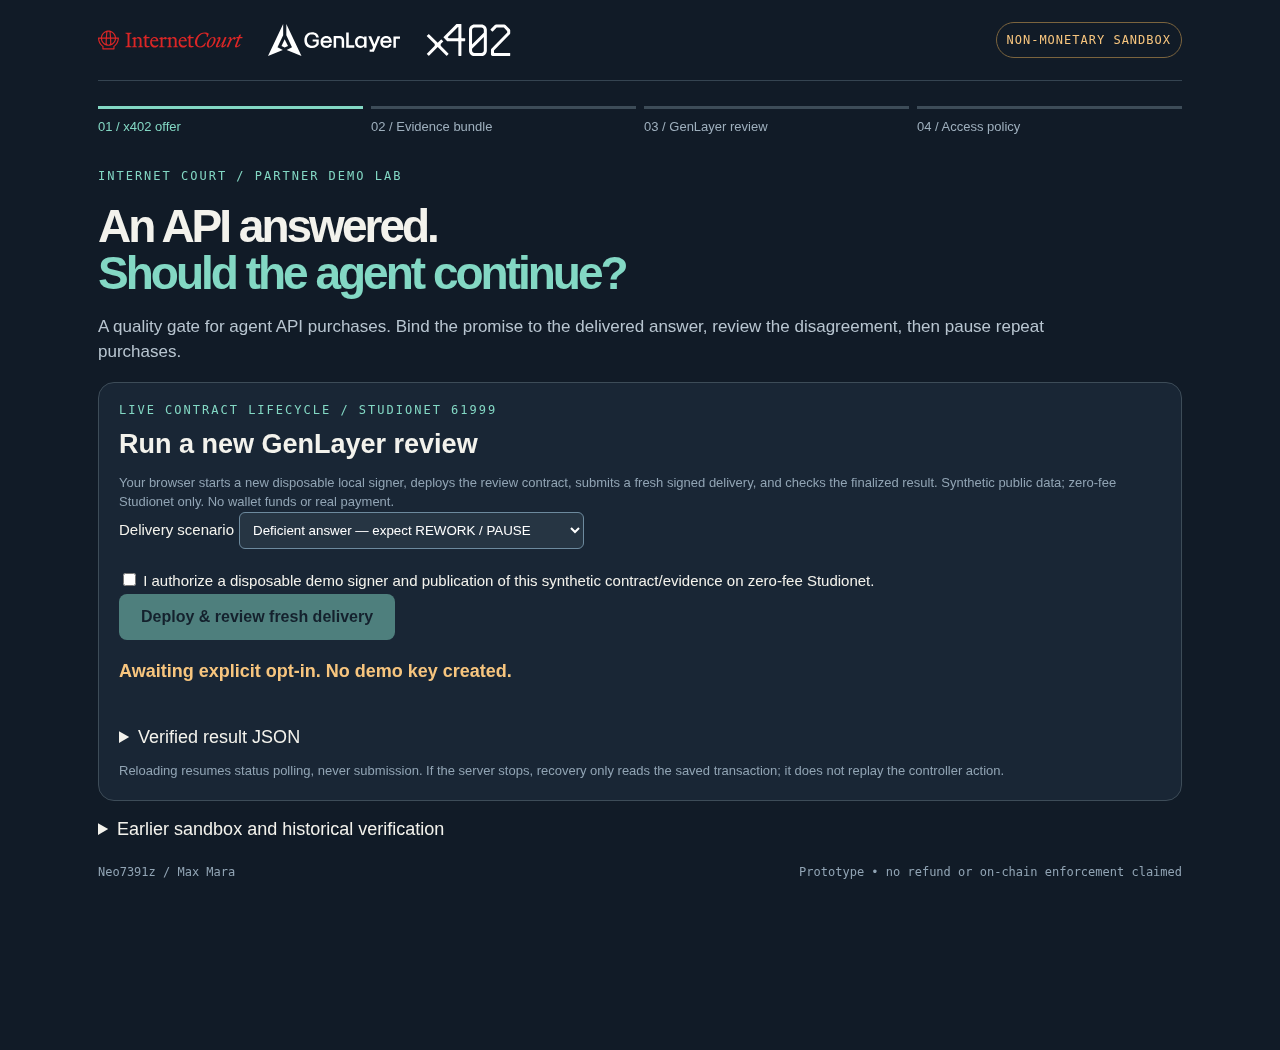 InternetCourt GenLayer x402 NON-MONETARY SANDBOX
01 / x402 offer 02 / Evidence bundle 03 / GenLayer review 04 / Access policy
INTERNET COURT / PARTNER DEMO LAB
An API answered.
Should the agent continue?
A quality gate for agent API purchases. Bind the promise to the delivered answer, review the disagreement, then pause repeat
purchases.
LIVE CONTRACT LIFECYCLE / STUDIONET 61999
Run a new GenLayer review
Your browser starts a new disposable local signer, deploys the review contract, submits a fresh signed delivery, and checks the finalized result. Synthetic public data; zero-fee
Studionet only. No wallet funds or real payment.
Delivery scenario Deficient answer — expect REWORK / PAUSE
I authorize a disposable demo signer and publication of this synthetic contract/evidence on zero-fee Studionet.
Deploy & review fresh delivery
Awaiting explicit opt-in. No demo key created.
Verified result JSON
Reloading resumes status polling, never submission. If the server stops, recovery only reads the saved transaction; it does not replay the controller action.
Earlier sandbox and historical verification
Neo7391z / Max Mara Prototype • no refund or on-chain enforcement claimed